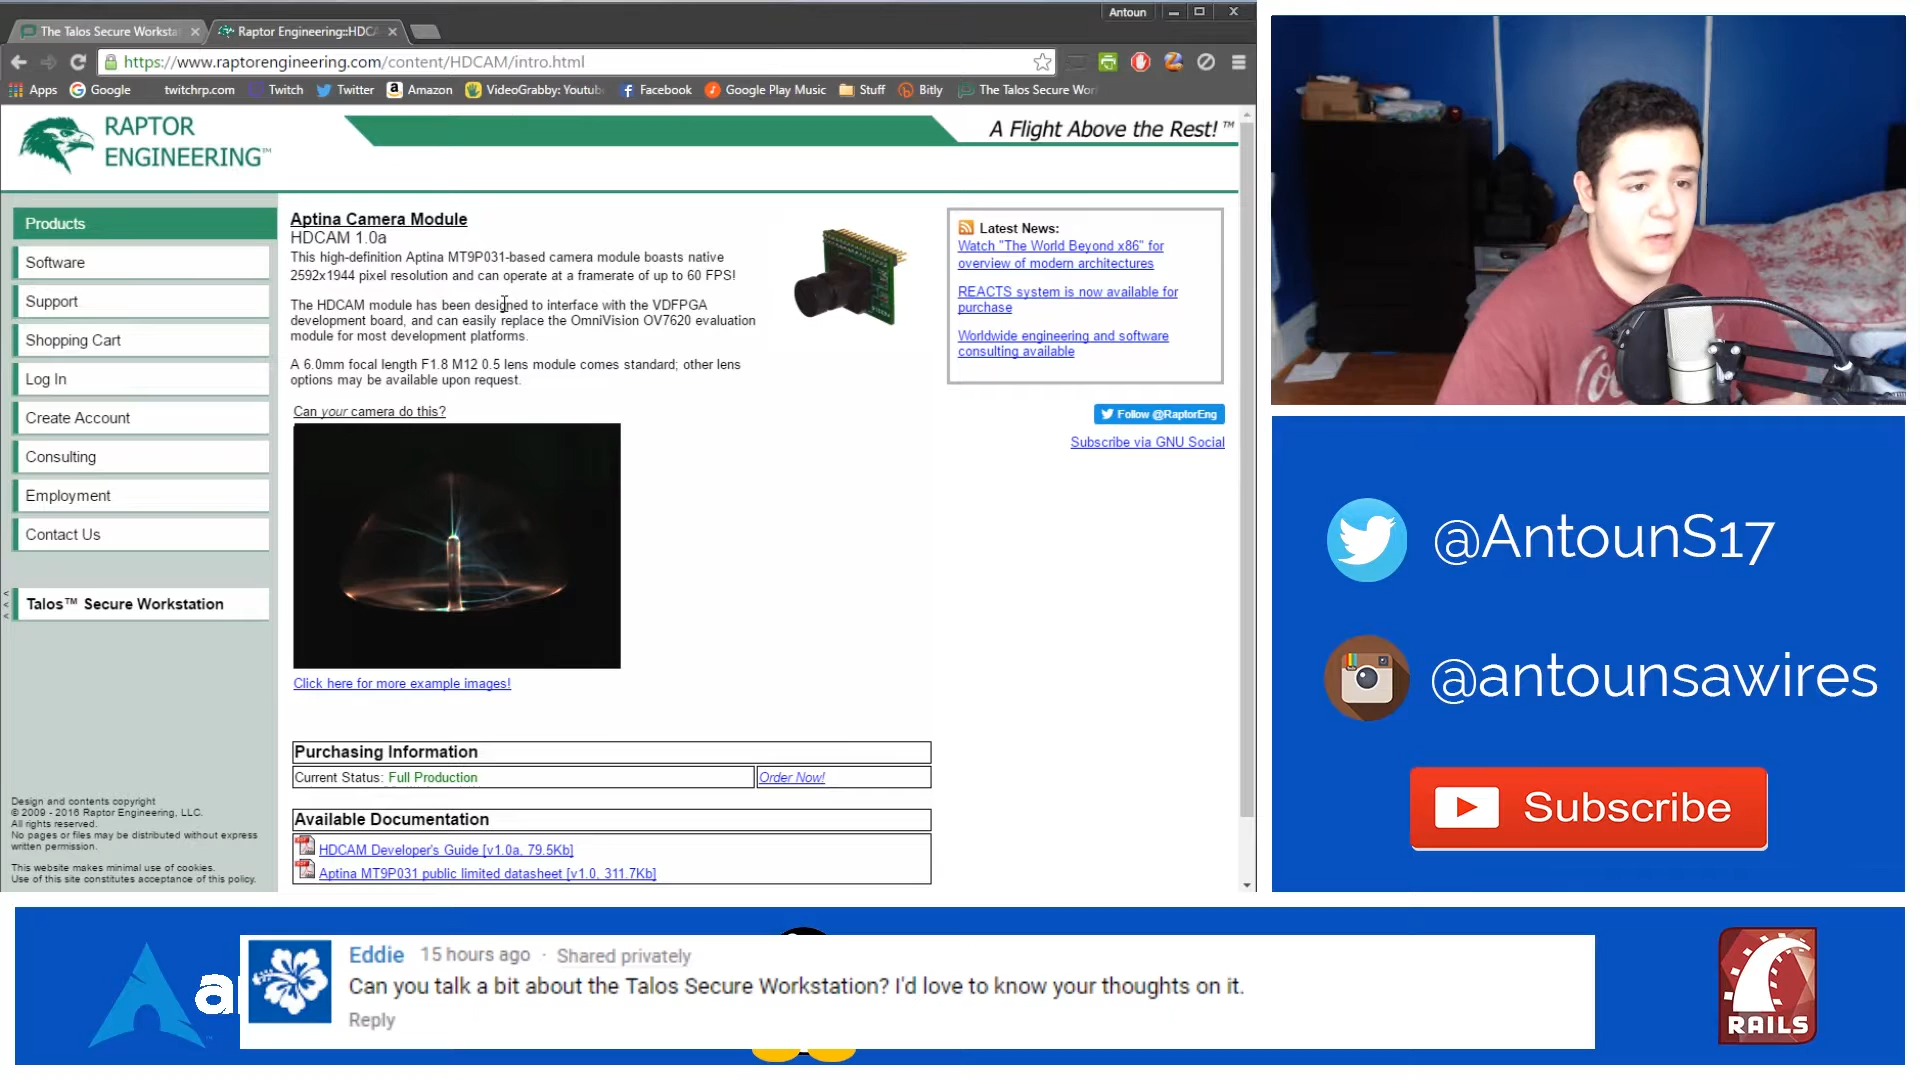 Antoun
The Talos Secure Worksta
Raptor Engineering::HDCA
https://www.raptorengineering.com/content/HDCAM/intro.html
Apps Google twitchrp.com Twitch Twitter Amazon VideoGrabby: Youtub Facebook Google Play Music Stuff Bitly The Talos Secure Wor
RAPTOR
ENGINEERING™
A Flight Above the Rest! ™
Products
Software
Support
Shopping Cart
Log In
Create Account
Consulting
Employment
Contact Us
Talos™ Secure Workstation
Design and contents copyright
© 2009 - 2016 Raptor Engineering, LLC.
All rights reserved.
No pages or files may be distributed without express
written permission.
This website makes minimal use of cookies.
Use of this site constitutes acceptance of this policy.
Aptina Camera Module
HDCAM 1.0a
This high-definition Aptina MT9P031-based camera module boasts native
2592x1944 pixel resolution and can operate at a framerate of up to 60 FPS!
The HDCAM module has been designed to interface with the VDFPGA
development board, and can easily replace the OmniVision OV7620 evaluation
module for most development platforms.
A 6.0mm focal length F1.8 M12 0.5 lens module comes standard; other lens
options may be available upon request.
Can your camera do this?
Click here for more example images!
Purchasing Information
Current Status: Full Production
Order Now!
Available Documentation
HDCAM Developer's Guide [v1.0a, 79.5Kb]
Aptina MT9P031 public limited datasheet [v1.0, 311.7Kb]
Latest News:
Watch "The World Beyond x86" for
overview of modern architectures
REACTS system is now available for
purchase
Worldwide engineering and software
consulting available
Follow @RaptorEng
Subscribe via GNU Social
@AntounS17
@antounsawires
Subscribe
Eddie 15 hours ago · Shared privately
Can you talk a bit about the Talos Secure Workstation? I'd love to know your thoughts on it.
Reply
RAILS